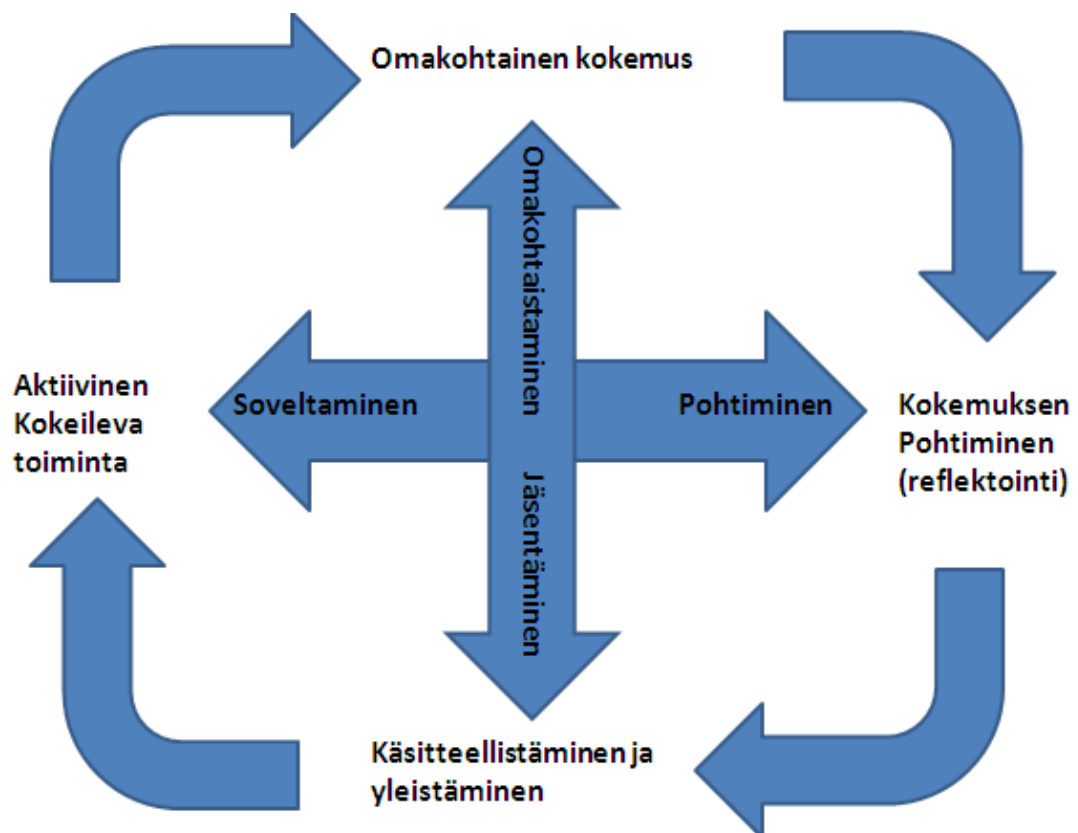 Omakohtainen kokemus
Omakohtaistaminen
Aktiivinen
Kokeileva
toiminta
Soveltaminen
Pohtiminen
Kokemuksen
Pohtiminen
(reflektointi)
Jäsentäminen
Käsitteellistäminen ja
yleistäminen